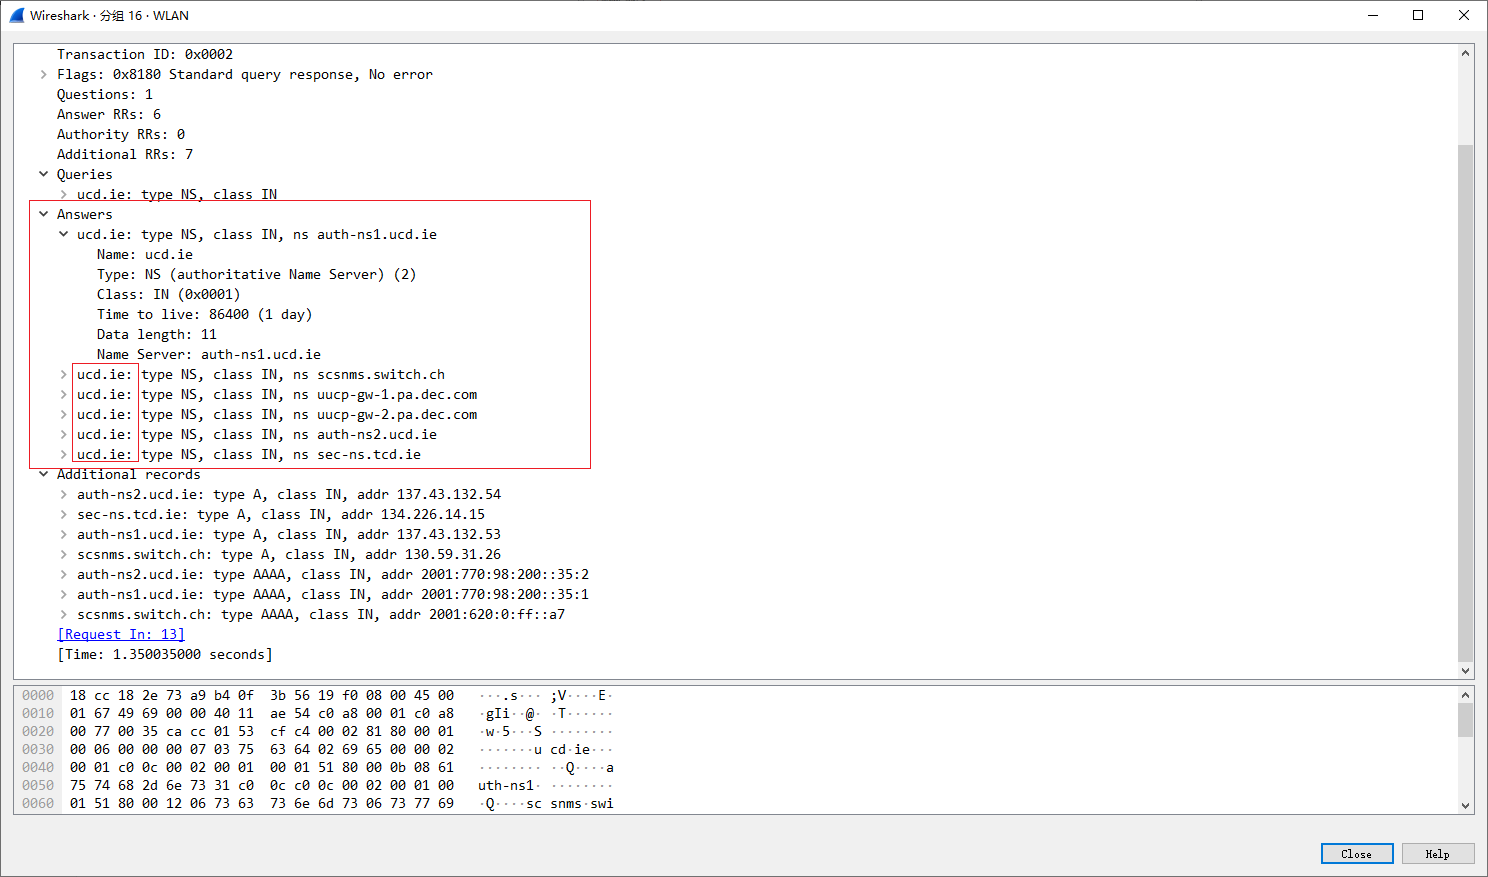 Wireshark · 分组 16 · WLAN
Transaction ID: 0x0002
Flags: 0x8180 Standard query response, No error
Questions: 1
Answer RRs: 6
Authority RRs: 0
Additional RRs: 7
Queries
ucd.ie: type NS, class IN
Answers
ucd.ie: type NS, class IN, ns auth-ns1.ucd.ie
Name: ucd.ie
Type: NS (authoritative Name Server) (2)
Class: IN (0x0001)
Time to live: 86400 (1 day)
Data length: 11
Name Server: auth-ns1.ucd.ie
ucd.ie: type NS, class IN, ns scsnms.switch.ch
ucd.ie: type NS, class IN, ns uucp-gw-1.pa.dec.com
ucd.ie: type NS, class IN, ns uucp-gw-2.pa.dec.com
ucd.ie: type NS, class IN, ns auth-ns2.ucd.ie
ucd.ie: type NS, class IN, ns sec-ns.tcd.ie
Additional records
auth-ns2.ucd.ie: type A, class IN, addr 137.43.132.54
sec-ns.tcd.ie: type A, class IN, addr 134.226.14.15
auth-ns1.ucd.ie: type A, class IN, addr 137.43.132.53
scsnms.switch.ch: type A, class IN, addr 130.59.31.26
auth-ns2.ucd.ie: type AAAA, class IN, addr 2001:770:98:200::35:2
auth-ns1.ucd.ie: type AAAA, class IN, addr 2001:770:98:200::35:1
scsnms.switch.ch: type AAAA, class IN, addr 2001:620:0:ff::a7
[Request In: 13]
[Time: 1.350035000 seconds]
0000 18 cc 18 2e 73 a9 b4 0f 3b 56 19 f0 08 00 45 00 ····.s··· ;V····E·
0010 01 67 49 69 00 00 40 11 ae 54 c0 a8 00 01 c0 a8 ·gIi··@· ·T······
0020 00 77 00 35 ca cc 01 53 cf c4 00 02 81 80 00 01 ·w·5···S ········
0030 00 06 00 00 00 07 03 75 63 64 02 69 65 00 00 02 ·······u cd·ie···
0040 00 01 c0 0c 00 02 00 01 00 01 51 80 00 0b 08 61 ········ ··Q····a
0050 75 74 68 2d 6e 73 31 c0 0c c0 0c 00 02 00 01 00 uth-ns1· ········
0060 01 51 80 00 12 06 73 63 73 6e 6d 73 06 73 77 69 ·Q····sc snms·swi
Close
Help